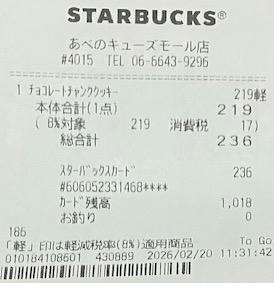 STARBUCKS®
あべのキューズモール店
#4015 TEL 06-6643-9296
1 チョコレートチャンククッキー 219軽
本体合計(1点) 219
( 8%対象 219 消費税 17)
総合計 236
スターバックスカード 236
#606052331468****
カード残高 1,018
お釣り 0
186
「軽」印は軽減税率(8%)適用商品 To Go
010184108601 430889 2026/02/20 11:31:42